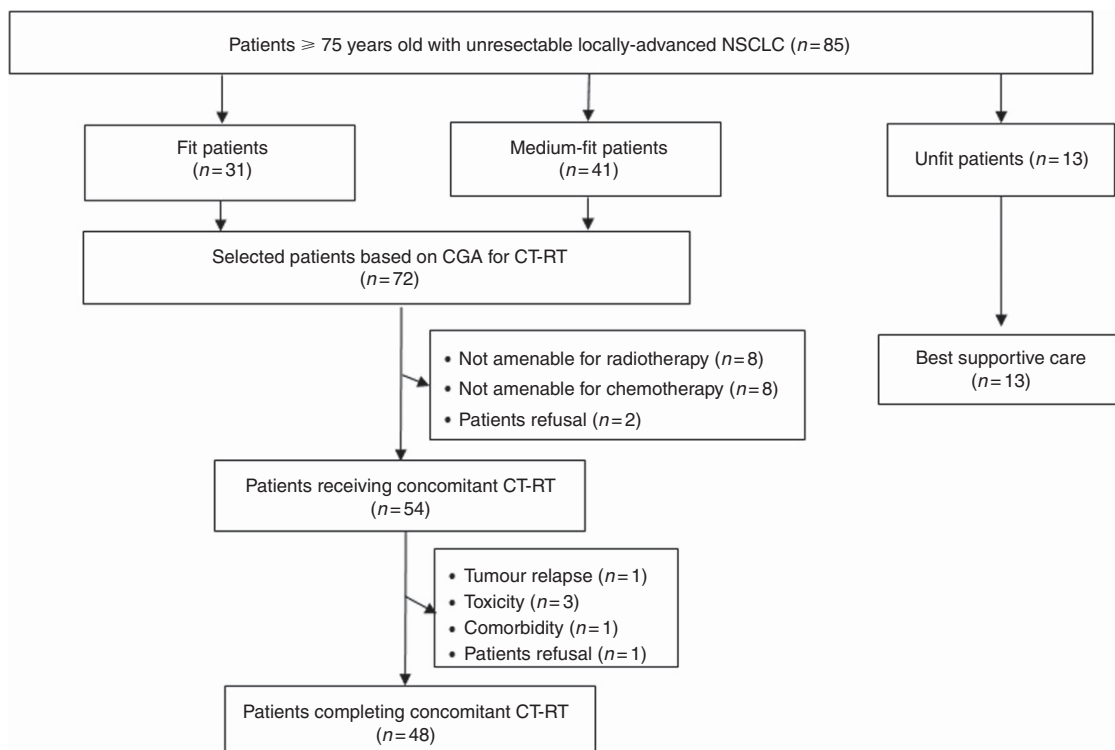 Patients ⩾ 75 years old with unresectable locally-advanced NSCLC (n=85)
Fit patients
(n=31)
Medium-fit patients
(n=41)
Unfit patients (n=13)
Selected patients based on CGA for CT-RT
(n=72)
• Not amenable for radiotherapy (n=8)
• Not amenable for chemotherapy (n=8)
• Patients refusal (n=2)
Best supportive care
(n=13)
Patients receiving concomitant CT-RT
(n=54)
• Tumour relapse (n=1)
• Toxicity (n=3)
• Comorbidity (n=1)
• Patients refusal (n=1)
Patients completing concomitant CT-RT
(n=48)